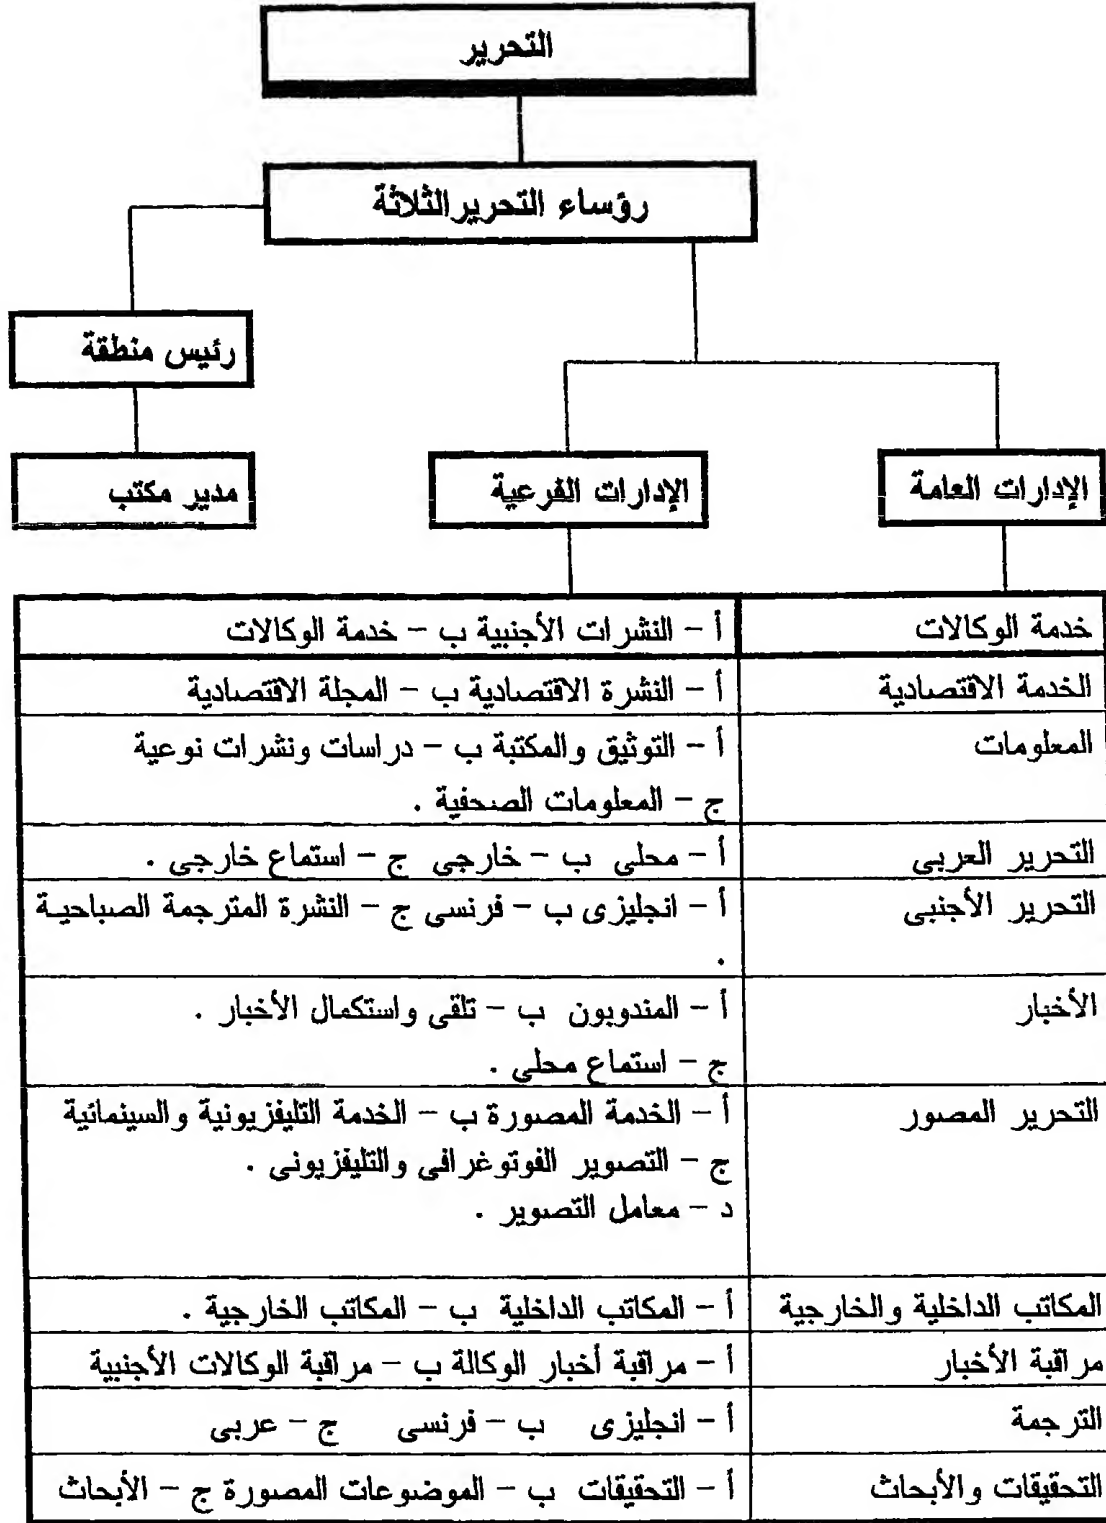 التحرير
رؤساء التحرير الثلاثة
رئيس منطقة
مدير مكتب
الإدارات العامة
الإدارات الفرعية
خدمة الوكالات
أ - النشرات الأجنبية ب - خدمة الوكالات
الخدمة الاقتصادية
أ - النشرة الاقتصادية ب - المجلة الاقتصادية
المعلومات
أ - التوثيق والمكتبة ب - دراسات ونشرات نوعية
ج - المعلومات الصحفية .
التحرير العربى
أ - محلى ب - خارجى ج - استماع خارجى .
التحرير الأجنبى
أ - انجليزى ب - فرنسى ج - النشرة المترجمة الصباحية
.
الأخبار
أ - المندوبون ب - تلقى واستكمال الأخبار .
ج - استماع محلى .
التحرير المصور
أ - الخدمة المصورة ب - الخدمة التليفزيونية والسينمائية
ج - التصوير الفوتوغرافى والتليفزيونى .
د - معامل التصوير .
المكاتب الداخلية والخارجية
أ - المكاتب الداخلية ب - المكاتب الخارجية .
مراقبة الأخبار
أ - مراقبة أخبار الوكالة ب - مراقبة الوكالات الأجنبية
الترجمة
أ - انجليزى ب - فرنسى ج - عربى
التحقيقات والأبحاث
أ - التحقيقات ب - الموضوعات المصورة ج - الأبحاث